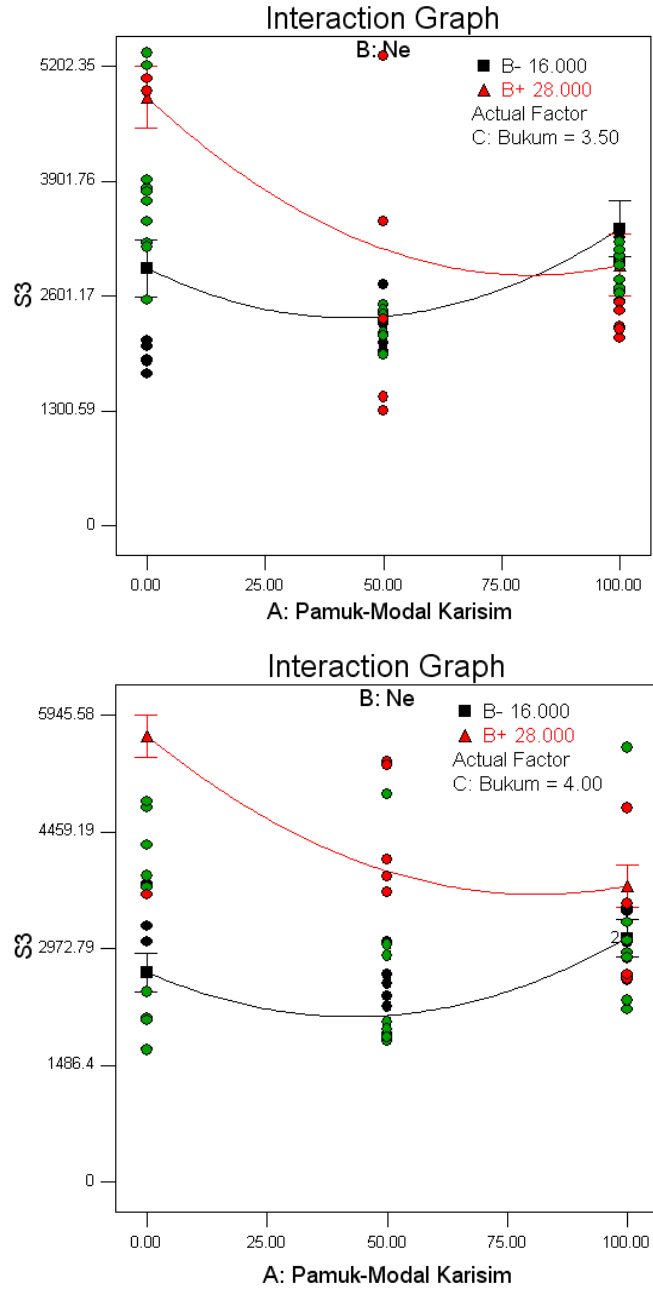 Interaction Graph
B: Ne
B- 16.000
B+ 28.000
Actual Factor
C: Bukum = 3.50
5202.35
3901.76
2601.17
1300.59
0
S3
0.00 25.00 50.00 75.00 100.00
A: Pamuk-Modal Karisim
Interaction Graph
B: Ne
B- 16.000
B+ 28.000
Actual Factor
C: Bukum = 4.00
5945.58
4459.19
2972.79
1486.4
0
S3
2
0.00 25.00 50.00 75.00 100.00
A: Pamuk-Modal Karisim